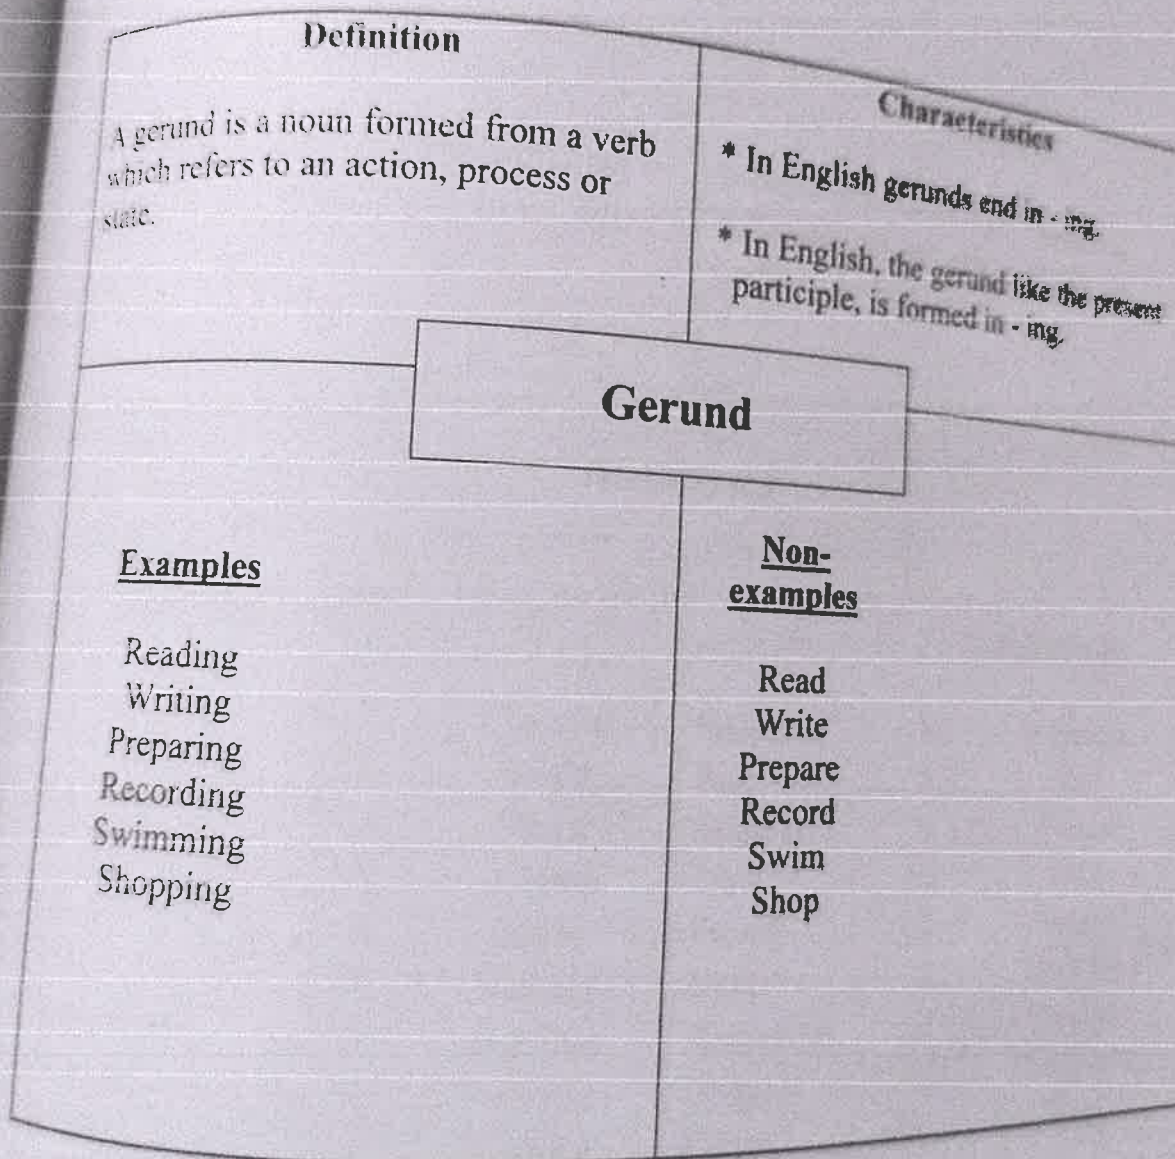 Definition
A gerund is a noun formed from a verb
which refers to an action, process or
state.
Characteristics
* In English gerunds end in - ing.
* In English, the gerund like the present
participle, is formed in - ing.
Gerund
Examples
Reading
Writing
Preparing
Recording
Swimming
Shopping
Non-
examples
Read
Write
Prepare
Record
Swim
Shop